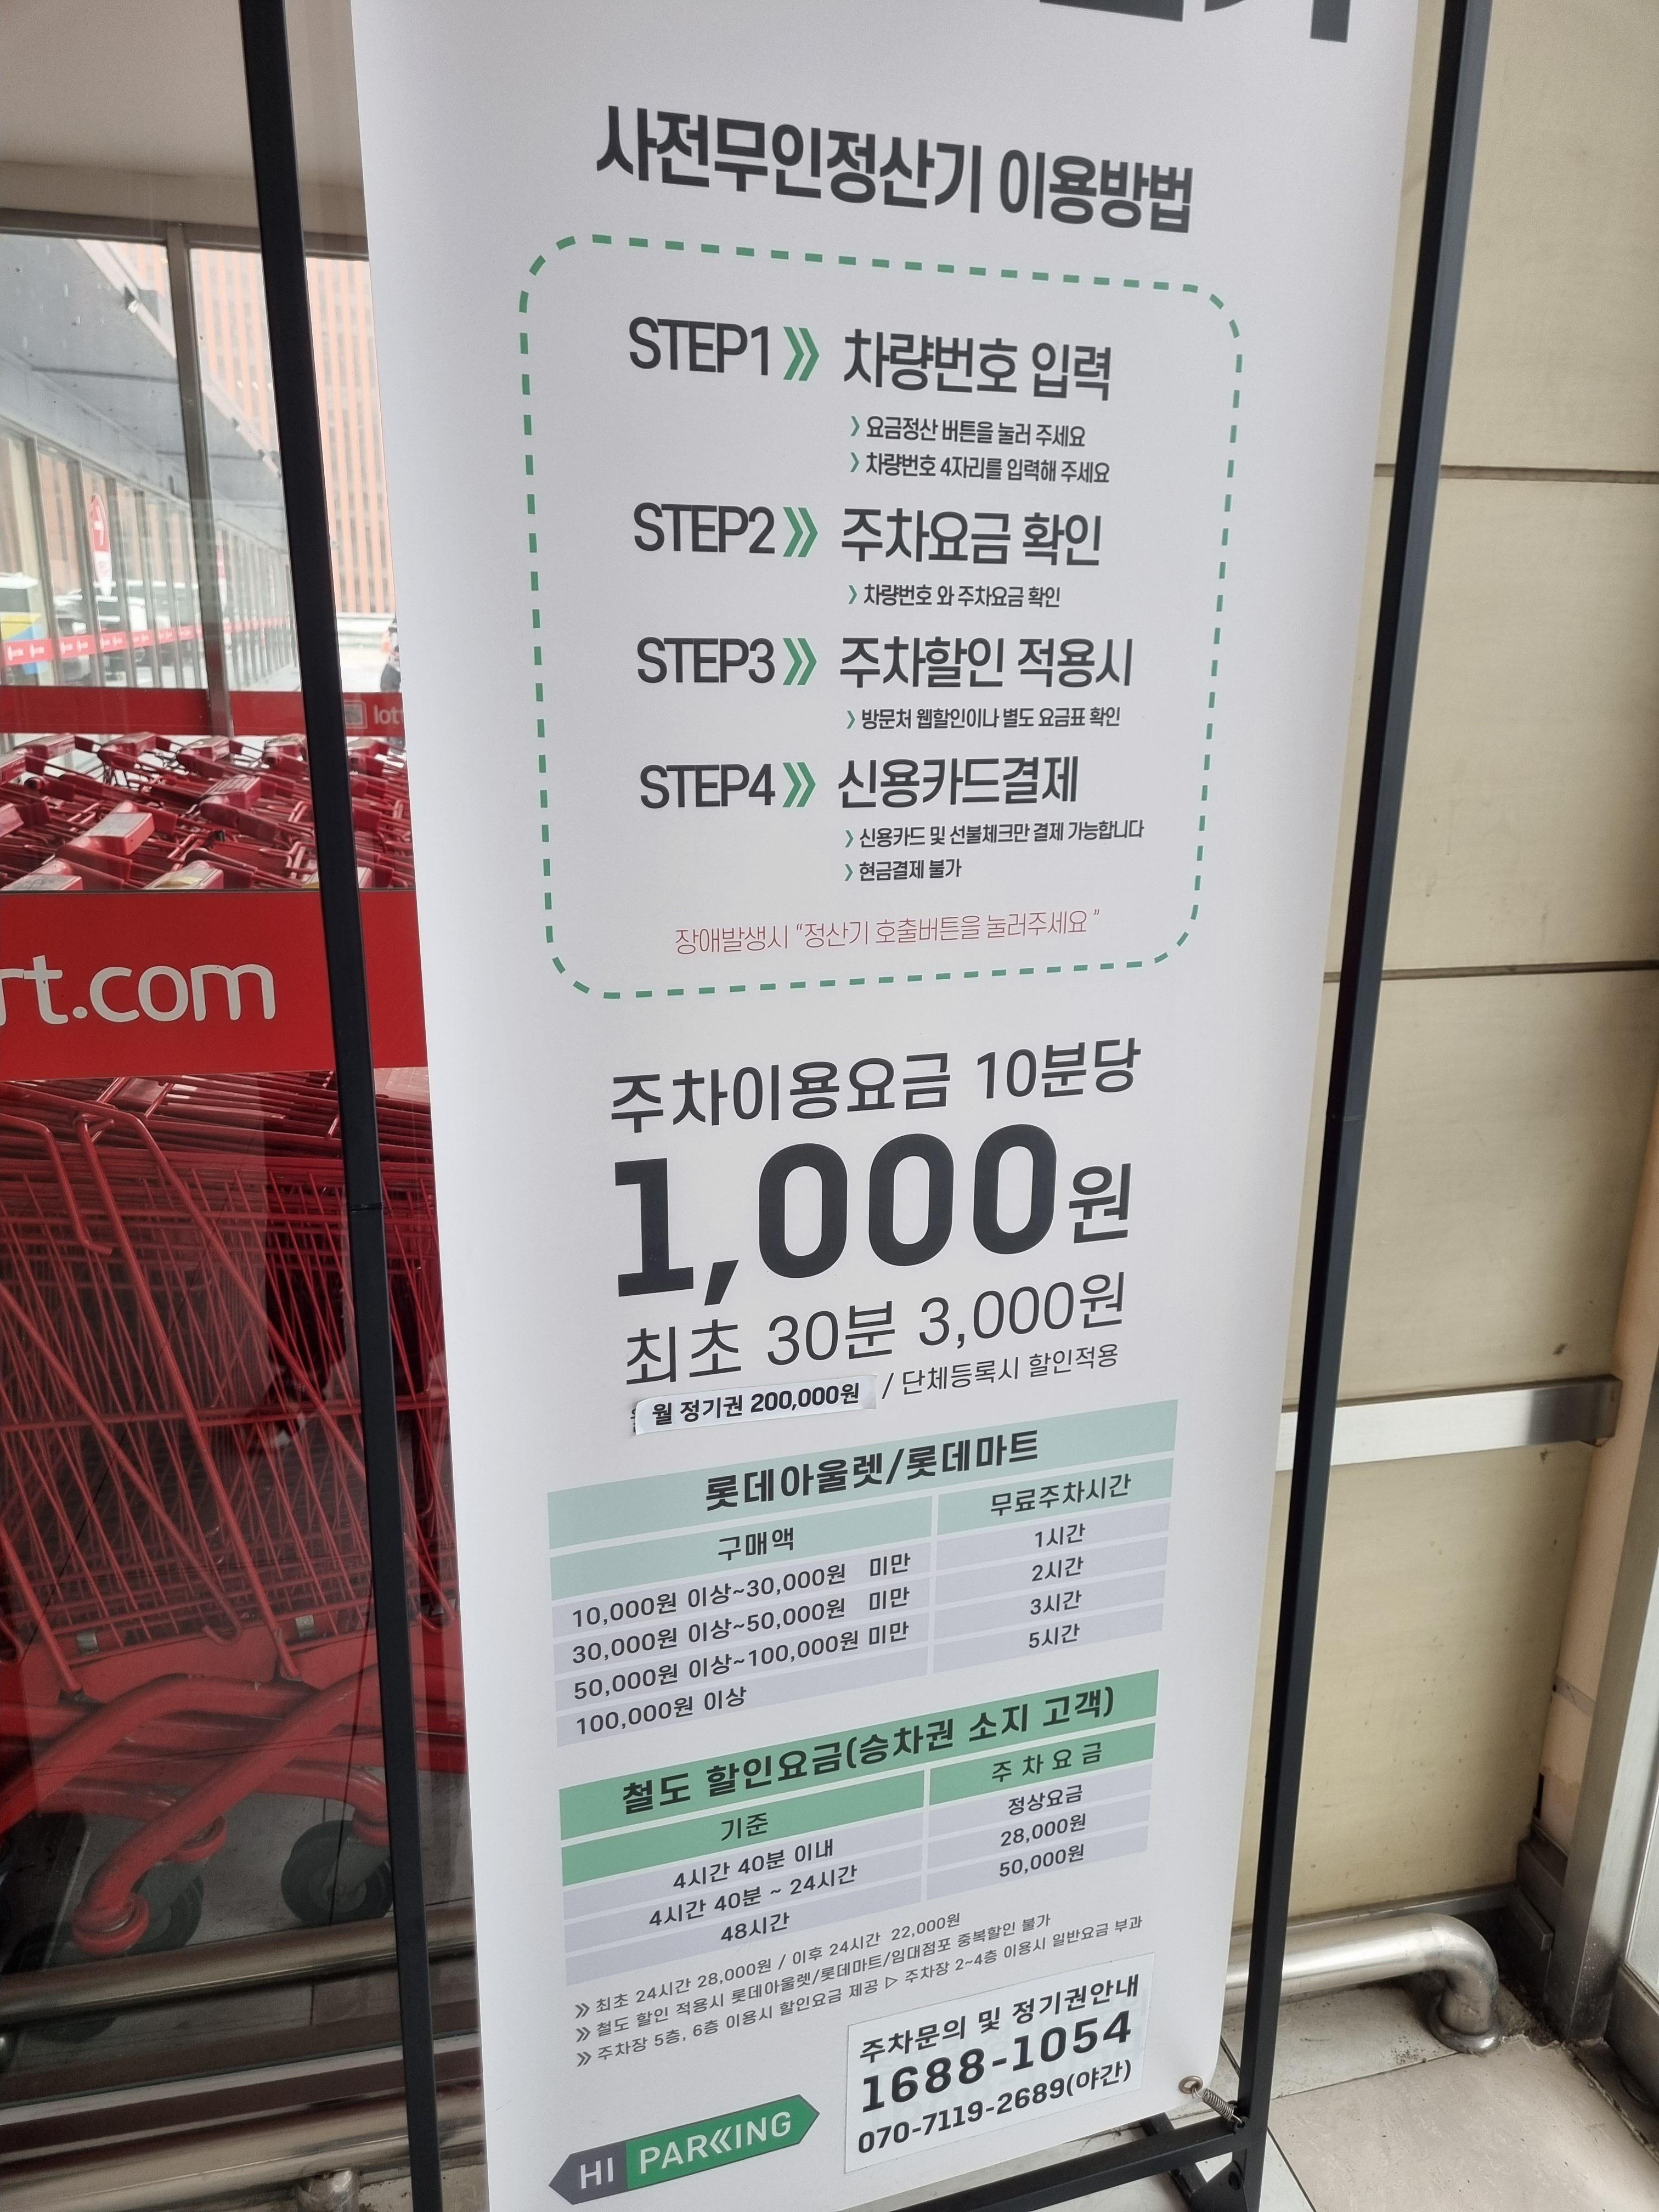 사전무인정산기 이용방법
STEP1 》 차량번호 입력
〉요금정산 버튼을 눌러 주세요
〉차량번호 4자리를 입력해 주세요
STEP2 》 주차요금 확인
〉차량번호 와 주차요금 확인
STEP3 》 주차할인 적용시
〉방문처 웹할인이나 별도 요금표 확인
STEP4 》 신용카드결제
〉신용카드 및 선불체크만 결제 가능합니다
〉현금결제 불가
장애발생시 “정산기 호출버튼을 눌러주세요”
lott
rt.com
주차이용요금 10분당
1,000원
최초 30분 3,000원
월 정기권 200,000원 / 단체등록시 할인적용
롯데아울렛/롯데마트
구매액 무료주차시간
10,000원 이상~30,000원 미만 1시간
30,000원 이상~50,000원 미만 2시간
50,000원 이상~100,000원 미만 3시간
100,000원 이상 5시간
철도 할인요금(승차권 소지 고객)
기준 주 차 요 금
4시간 40분 이내 정상요금
4시간 40분 ~ 24시간 28,000원
48시간 50,000원
》 최초 24시간 28,000원 / 이후 24시간 22,000원
》 철도 할인 적용시 롯데아울렛/롯데마트/임대점포 중복할인 불가
》 주차장 5층, 6층 이용시 할인요금 제공 ▷ 주차장 2~4층 이용시 일반요금 부과
주차문의 및 정기권안내
1688-1054
070-7119-2689(야간)
HI PARKING